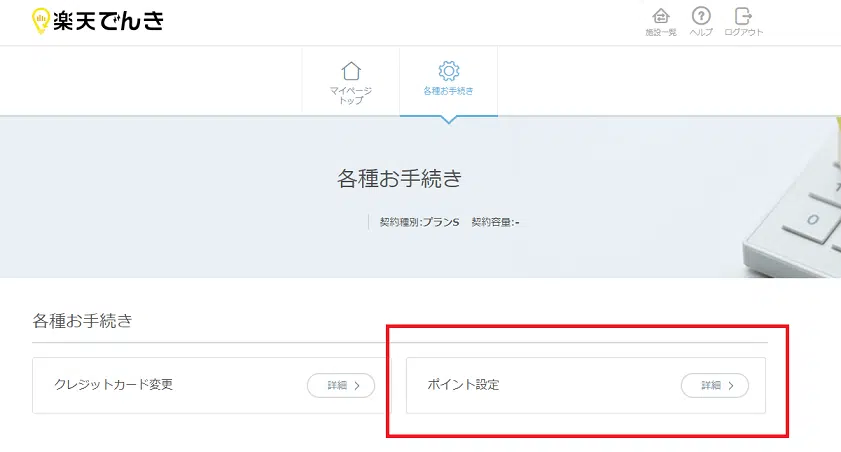 楽天でんき
施設一覧
ヘルプ
ログアウト
マイページ
トップ
各種お手続き
各種お手続き
契約種別:プランS 契約容量:-
各種お手続き
クレジットカード変更
詳細
ポイント設定
詳細
0